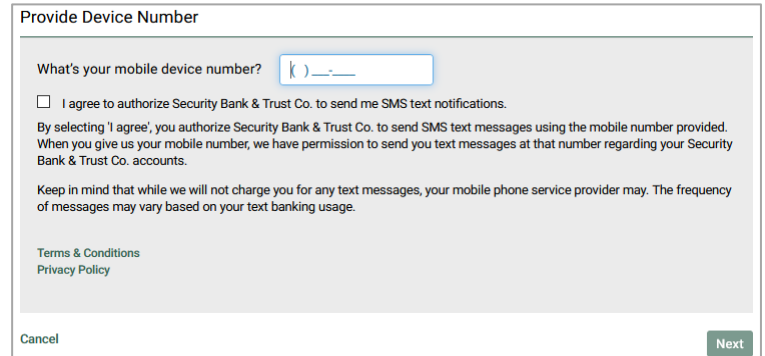 Provide Device Number
What's your mobile device number? ( )__-__
I agree to authorize Security Bank & Trust Co. to send me SMS text notifications.
By selecting 'I agree', you authorize Security Bank & Trust Co. to send SMS text messages using the mobile number provided.
When you give us your mobile number, we have permission to send you text messages at that number regarding your Security
Bank & Trust Co. accounts.
Keep in mind that while we will not charge you for any text messages, your mobile phone service provider may. The frequency
of messages may vary based on your text banking usage.
Terms & Conditions
Privacy Policy
Cancel
Next